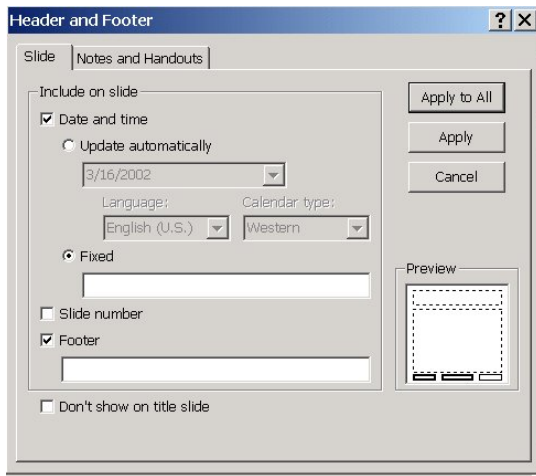 Header and Footer
Slide
Notes and Handouts
Include on slide
Date and time
Update automatically
3/16/2002
Language:
Calendar type:
English (U.S.)
Western
Fixed
Slide number
Footer
Don't show on title slide
Apply to All
Apply
Cancel
Preview